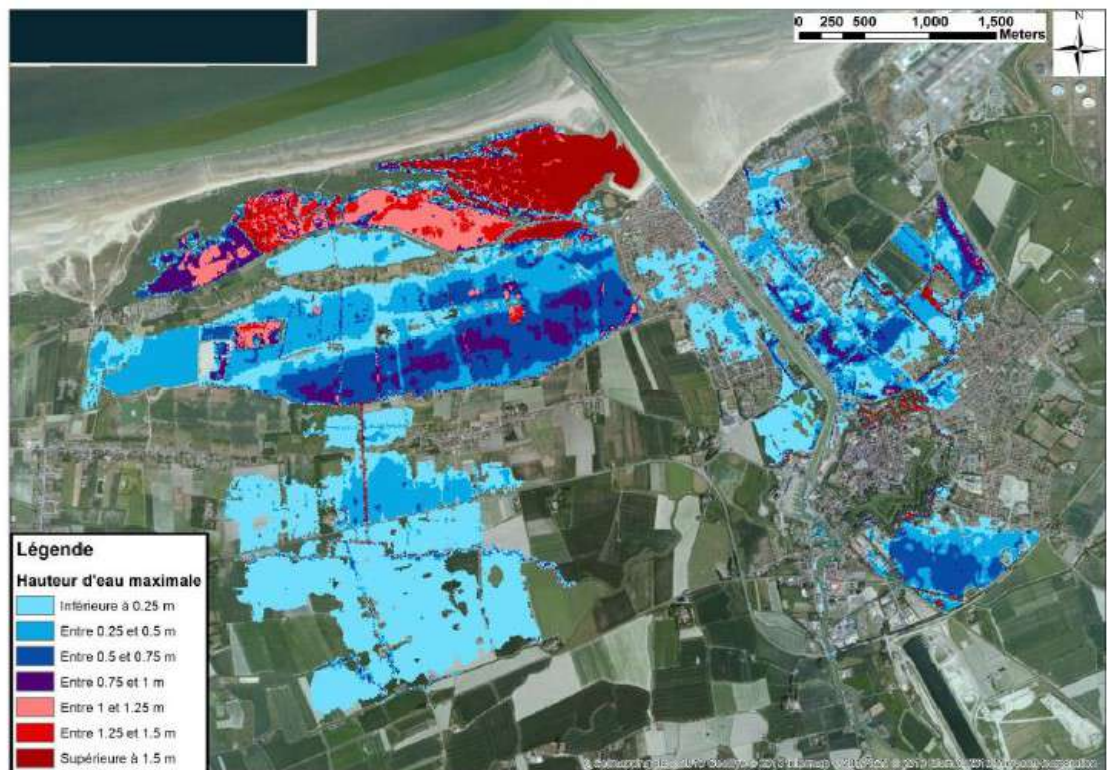 0 250 500 1,000 1,500
Meters
N
Légende
Hauteur d'eau maximale
Inférieure à 0.25 m
Entre 0.25 et 0.5 m
Entre 0.5 et 0.75 m
Entre 0.75 et 1 m
Entre 1 et 1.25 m
Entre 1.25 et 1.5 m
Supérieure à 1.5 m